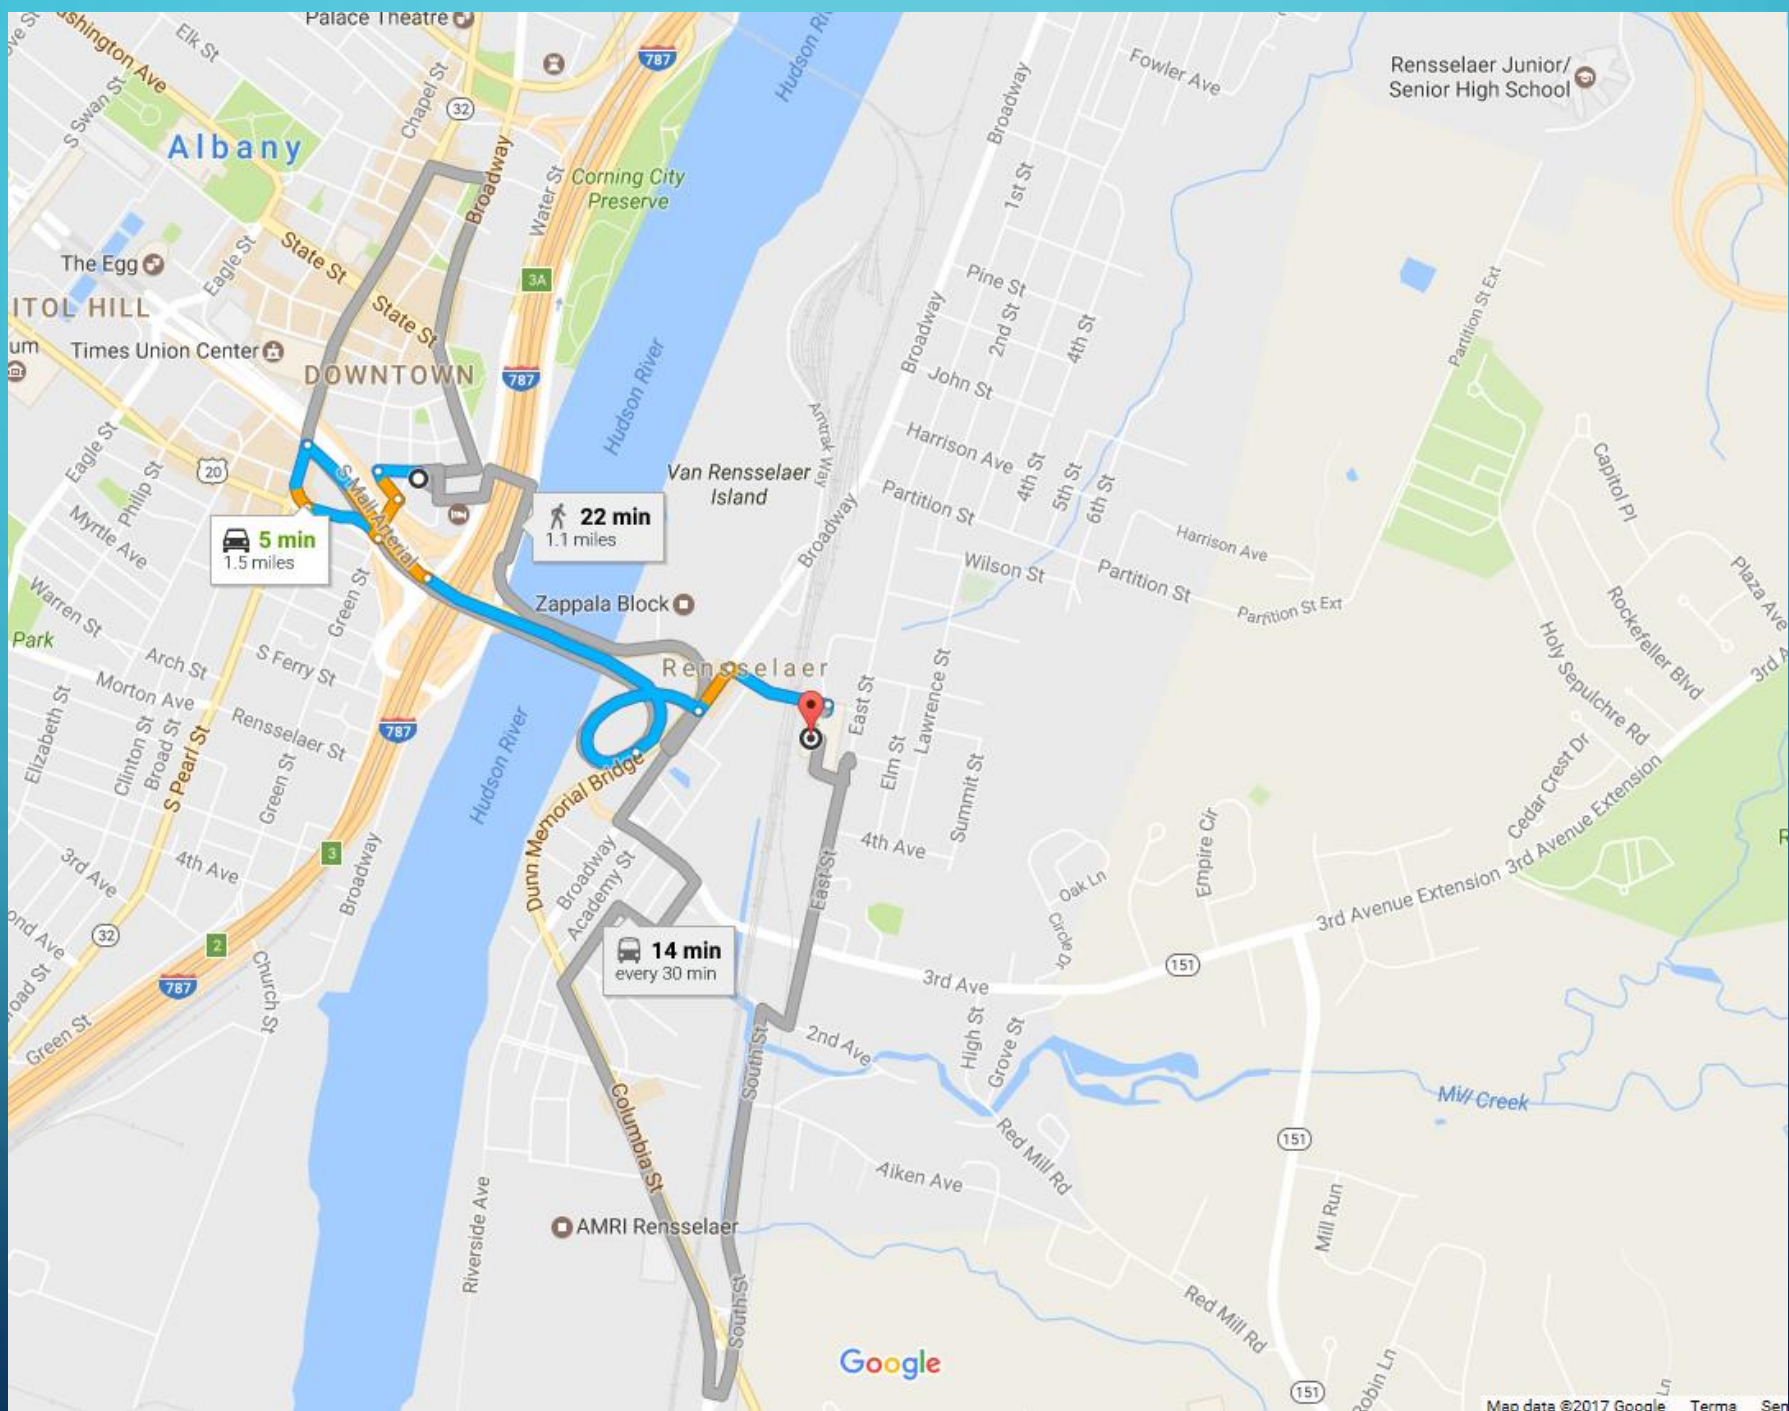 Palace Theatre
Elk St
Washington Ave
S Swan St
Chapel St
32
787
Hudson
Broadway
Fowler Ave
Rensselaer Junior/
Senior High School
Albany
Corning City
Preserve
Broadway
Water St
1st St
The Egg
Eagle St
State St
3A
State St
Pine St
2nd St
4th St
Broadway
Partition St Ext
ITOL HILL
um
Times Union Center
DOWNTOWN
787
Hudson River
John St
Amtrak Way
Harrison Ave
4th St
5th St
6th St
Capitol Pl
Eagle St
Philip St
20
S Mall Arterial
Van Rensselaer
Island
Partition St
Harrison Ave
Myrtle Ave
5 min
1.5 miles
22 min
1.1 miles
Broadway
Wilson St
Partition St
Partition St Ext
Plaza Ave
Rockefeller Blvd
Holy Sepulchre Rd
3rd A
Warren St
Green St
Zappala Block
Park
Arch St
S Ferry St
Rensselaer
Morton Ave
Rensselaer St
East St
Lawrence St
Elizabeth St
Clinton St
Broad St
S Pearl St
Green St
787
Hudson River
Dunn Memorial Bridge
Elm St
Summit St
Cedar Crest Dr
3rd Avenue Extension
3rd Avenue Extension
R
3
3rd Ave
4th Ave
Broadway
Broadway
Academy St
East St
4th Ave
Oak Ln
Circle Dr
Empire Cir
ond Ave
32
2
14 min
every 30 min
3rd Ave
151
road St
787
Church St
Green St
South St
2nd Ave
High St
Grove St
Mill Creek
Columbia St
151
Red Mill Rd
Aiken Ave
Riverside Ave
AMRI Rensselaer
Mill Run
South St
Red Mill Rd
Google
151
Robin Ln
Ln
Map data ©2017 Google
Terms